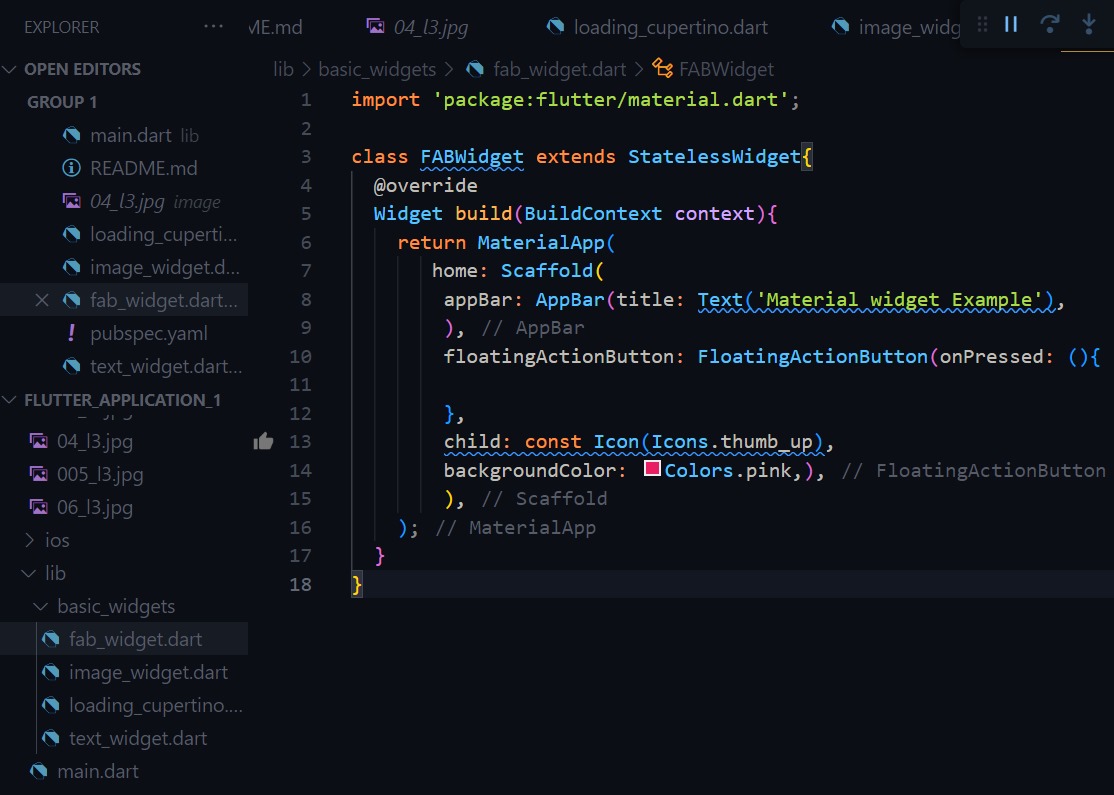 EXPLORER
··· ME.md 04_l3.jpg loading_cupertino.dart image_widg
OPEN EDITORS
GROUP 1
main.dart lib
README.md
04_l3.jpg image
loading_cuperti...
image_widget.d...
fab_widget.dart...
pubspec.yaml
text_widget.dart...
FLUTTER_APPLICATION_1
04_l3.jpg
005_l3.jpg
06_l3.jpg
ios
lib
basic_widgets
fab_widget.dart
image_widget.dart
loading_cupertino....
text_widget.dart
main.dart
lib > basic_widgets > fab_widget.dart > FABWidget
1 import 'package:flutter/material.dart';
2
3 class FABWidget extends StatelessWidget{
4 @override
5 Widget build(BuildContext context){
6 return MaterialApp(
7 home: Scaffold(
8 appBar: AppBar(title: Text('Material widget Example'),
9 ), // AppBar
10 floatingActionButton: FloatingActionButton(onPressed: (){
11
12 },
13 child: const Icon(Icons.thumb_up),
14 backgroundColor: Colors.pink,), // FloatingActionButton
15 ), // Scaffold
16 ); // MaterialApp
17 }
18 }